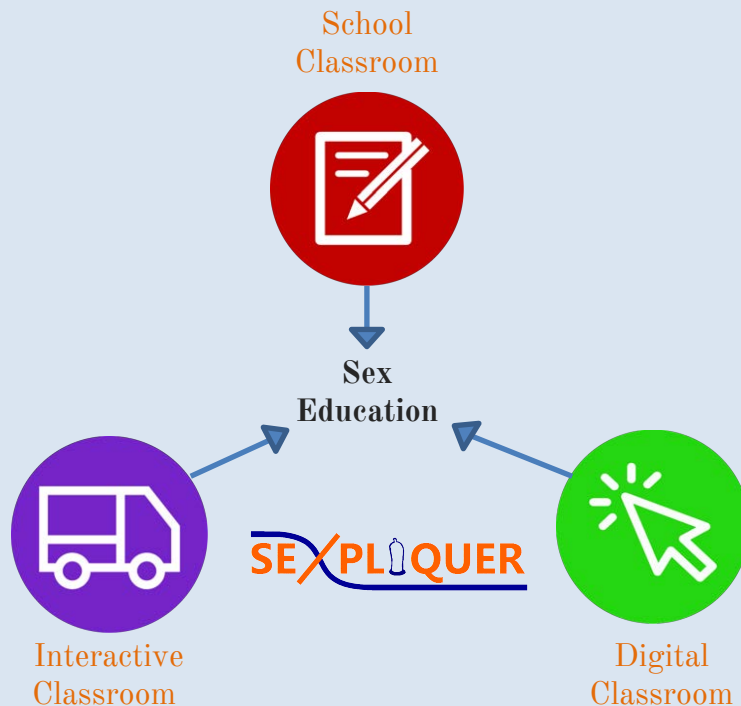 School
Classroom
Sex
Education
SEXPLIQUER
Interactive
Classroom
Digital
Classroom